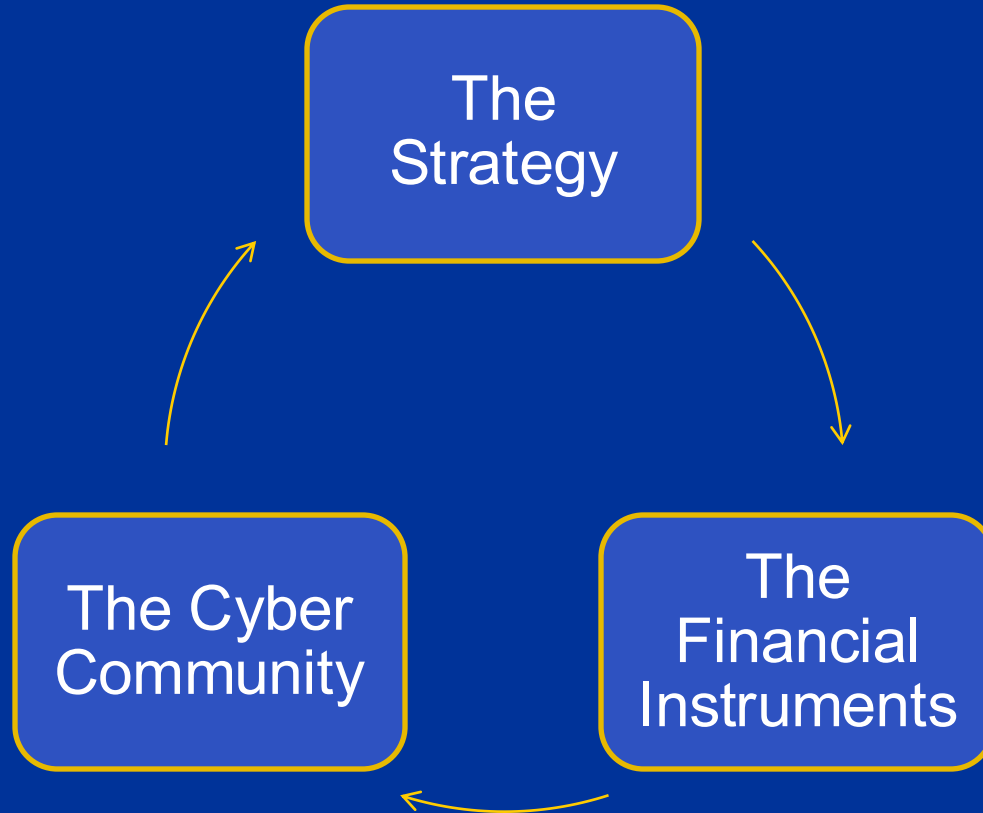 The
Strategy
The Cyber
Community
The
Financial
Instruments